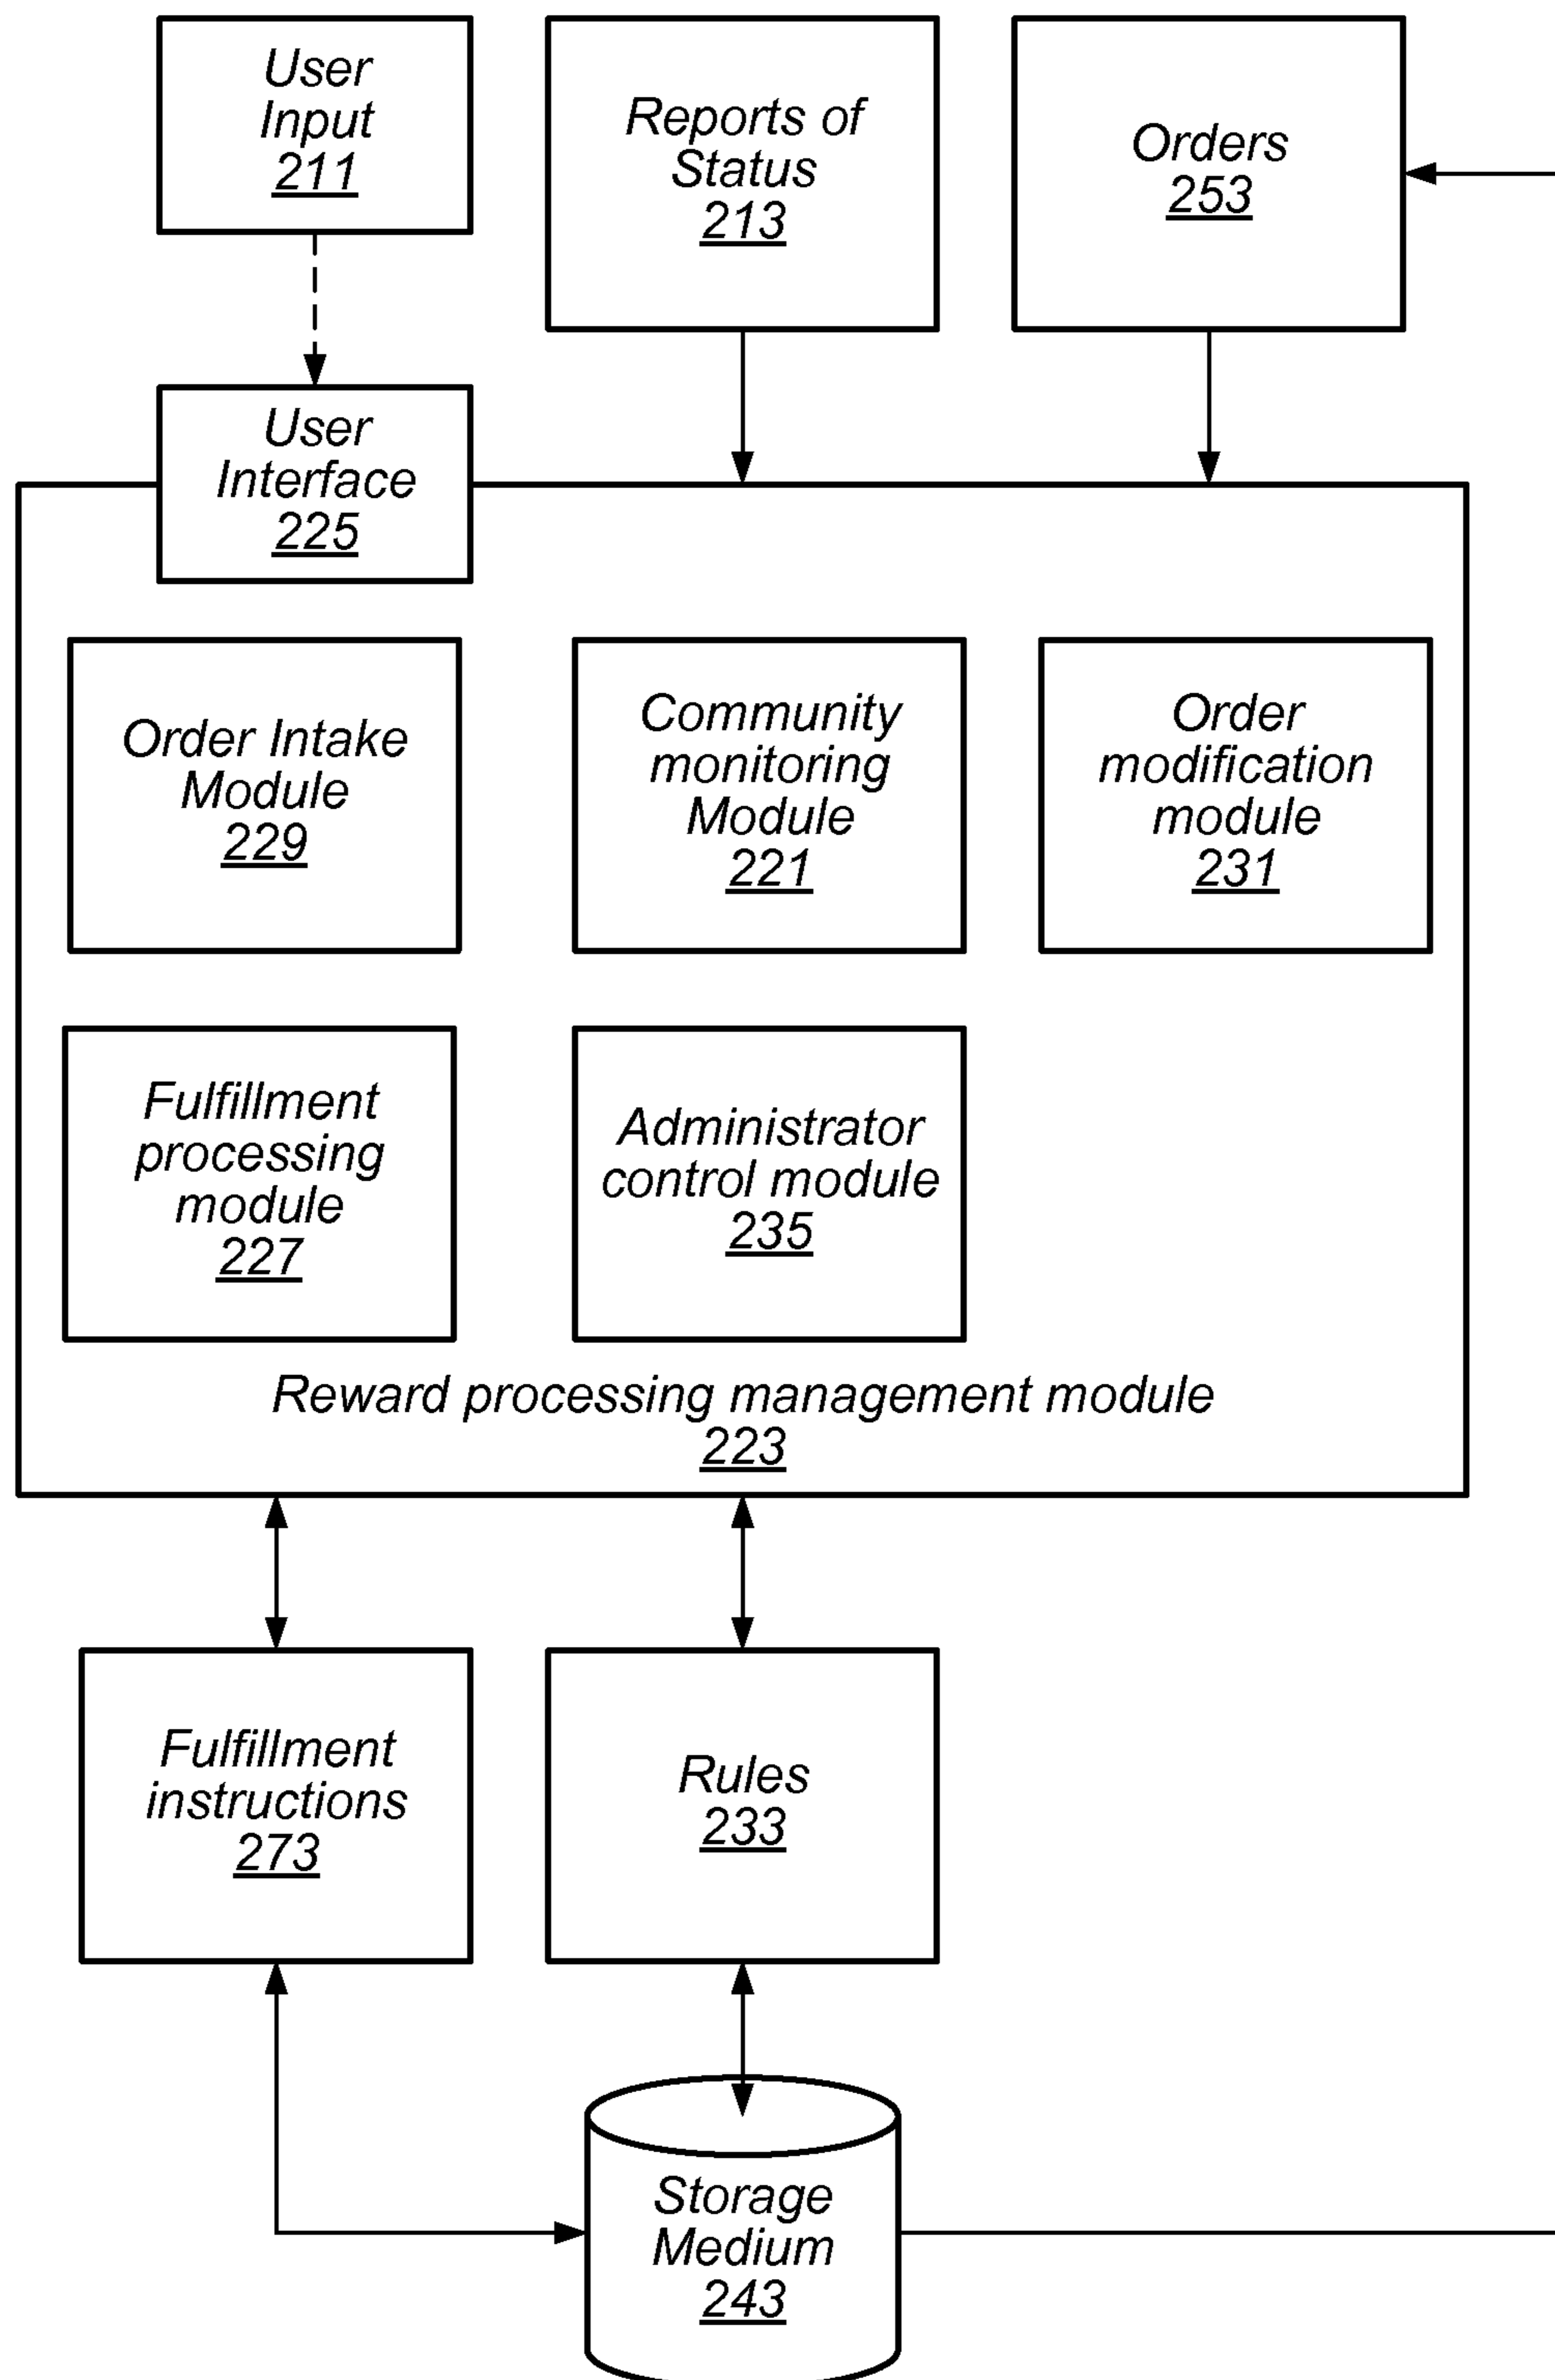 User
Input
211
Reports of
Status
213
Orders
253
User
Interface
225
Order Intake
Module
229
Community
monitoring
Module
221
Order
modification
module
231
Fulfillment
processing
module
227
Administrator
control module
235
Reward processing management module
223
Fulfillment
instructions
273
Rules
233
Storage
Medium
243